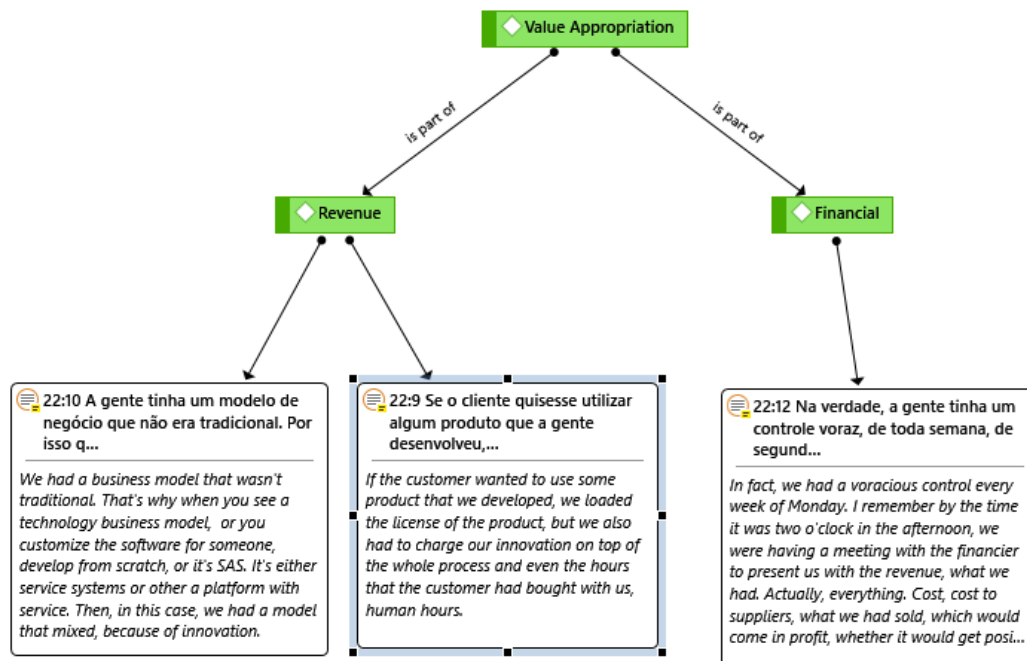 Value Appropriation
is part of
is part of
Revenue
Financial
22:10 A gente tinha um modelo de
negócio que não era tradicional. Por
isso q...
We had a business model that wasn't
traditional. That's why when you see a
technology business model, or you
customize the software for someone,
develop from scratch, or it's SAS. It's either
service systems or other a platform with
service. Then, in this case, we had a model
that mixed, because of innovation.
22:9 Se o cliente quisesse utilizar
algum produto que a gente
desenvolveu,...
If the customer wanted to use some
product that we developed, we loaded
the license of the product, but we also
had to charge our innovation on top of
the whole process and even the hours
that the customer had bought with us,
human hours.
22:12 Na verdade, a gente tinha um
controle voraz, de toda semana, de
segund...
In fact, we had a voracious control every
week of Monday. I remember by the time
it was two o'clock in the afternoon, we
were having a meeting with the financier
to present us with the revenue, what we
had. Actually, everything. Cost, cost to
suppliers, what we had sold, which would
come in profit, whether it would get posi...